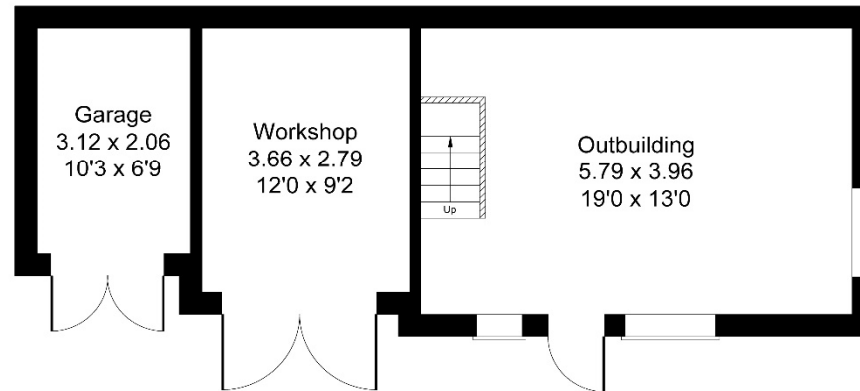 Garage
3.12 x 2.06
10'3 x 6'9
Workshop
3.66 x 2.79
12'0 x 9'2
Outbuilding
5.79 x 3.96
19'0 x 13'0
Up